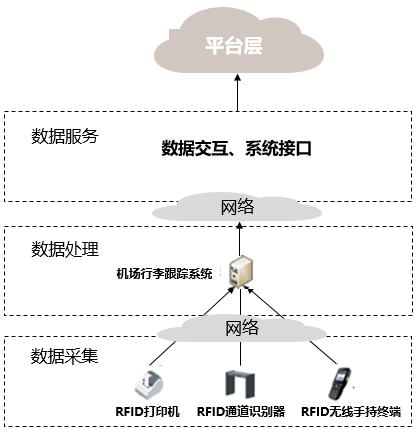 平台层
数据服务
数据交互、系统接口
网络
数据处理
机场行李跟踪系统
网络
数据采集
RFID打印机
RFID通道识别器
RFID无线手持终端